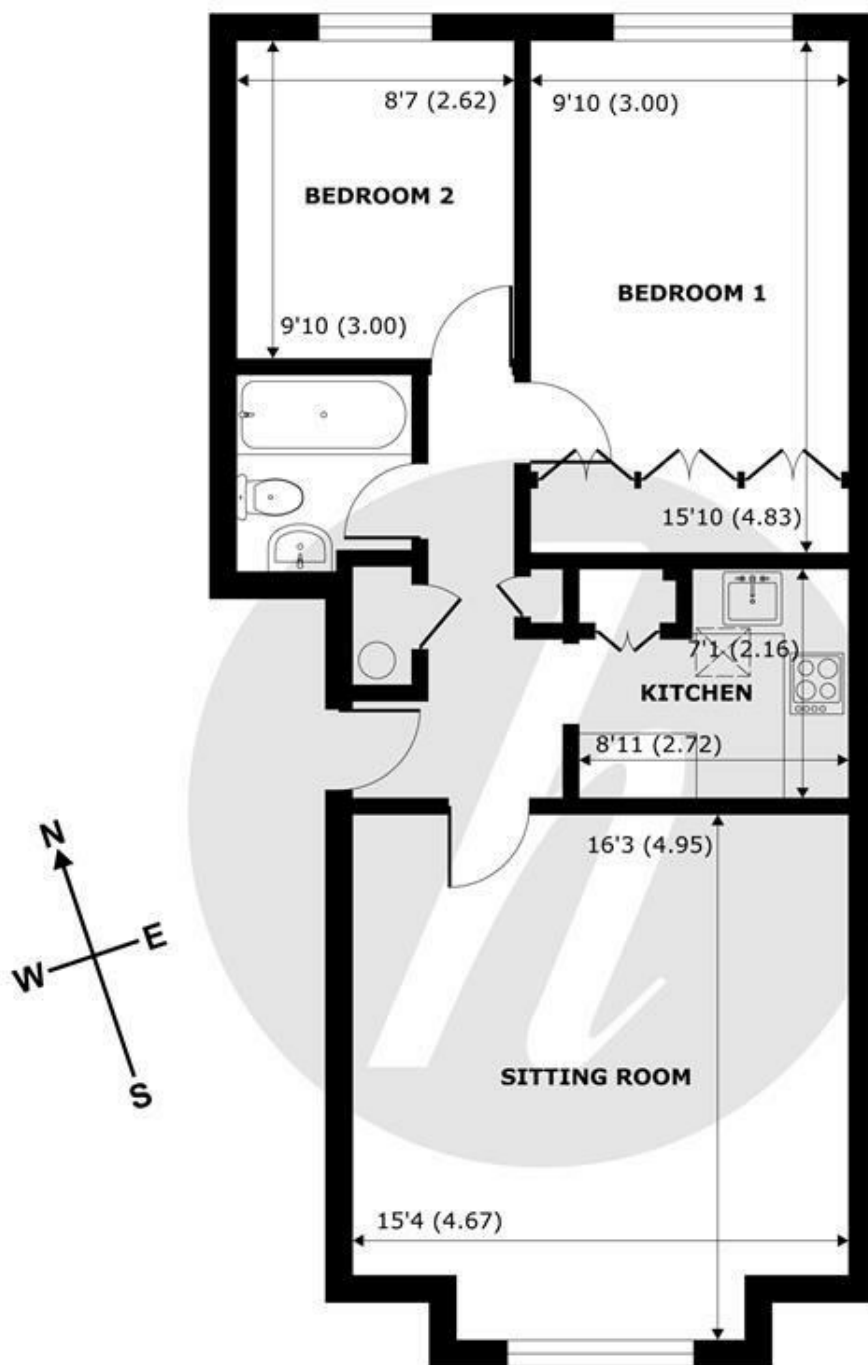 8'7 (2.62)
9'10 (3.00)
BEDROOM 2
BEDROOM 1
9'10 (3.00)
15'10 (4.83)
7'1 (2.16)
KITCHEN
8'11 (2.72)
16'3 (4.95)
N
E
W
S
SITTING ROOM
15'4 (4.67)
h